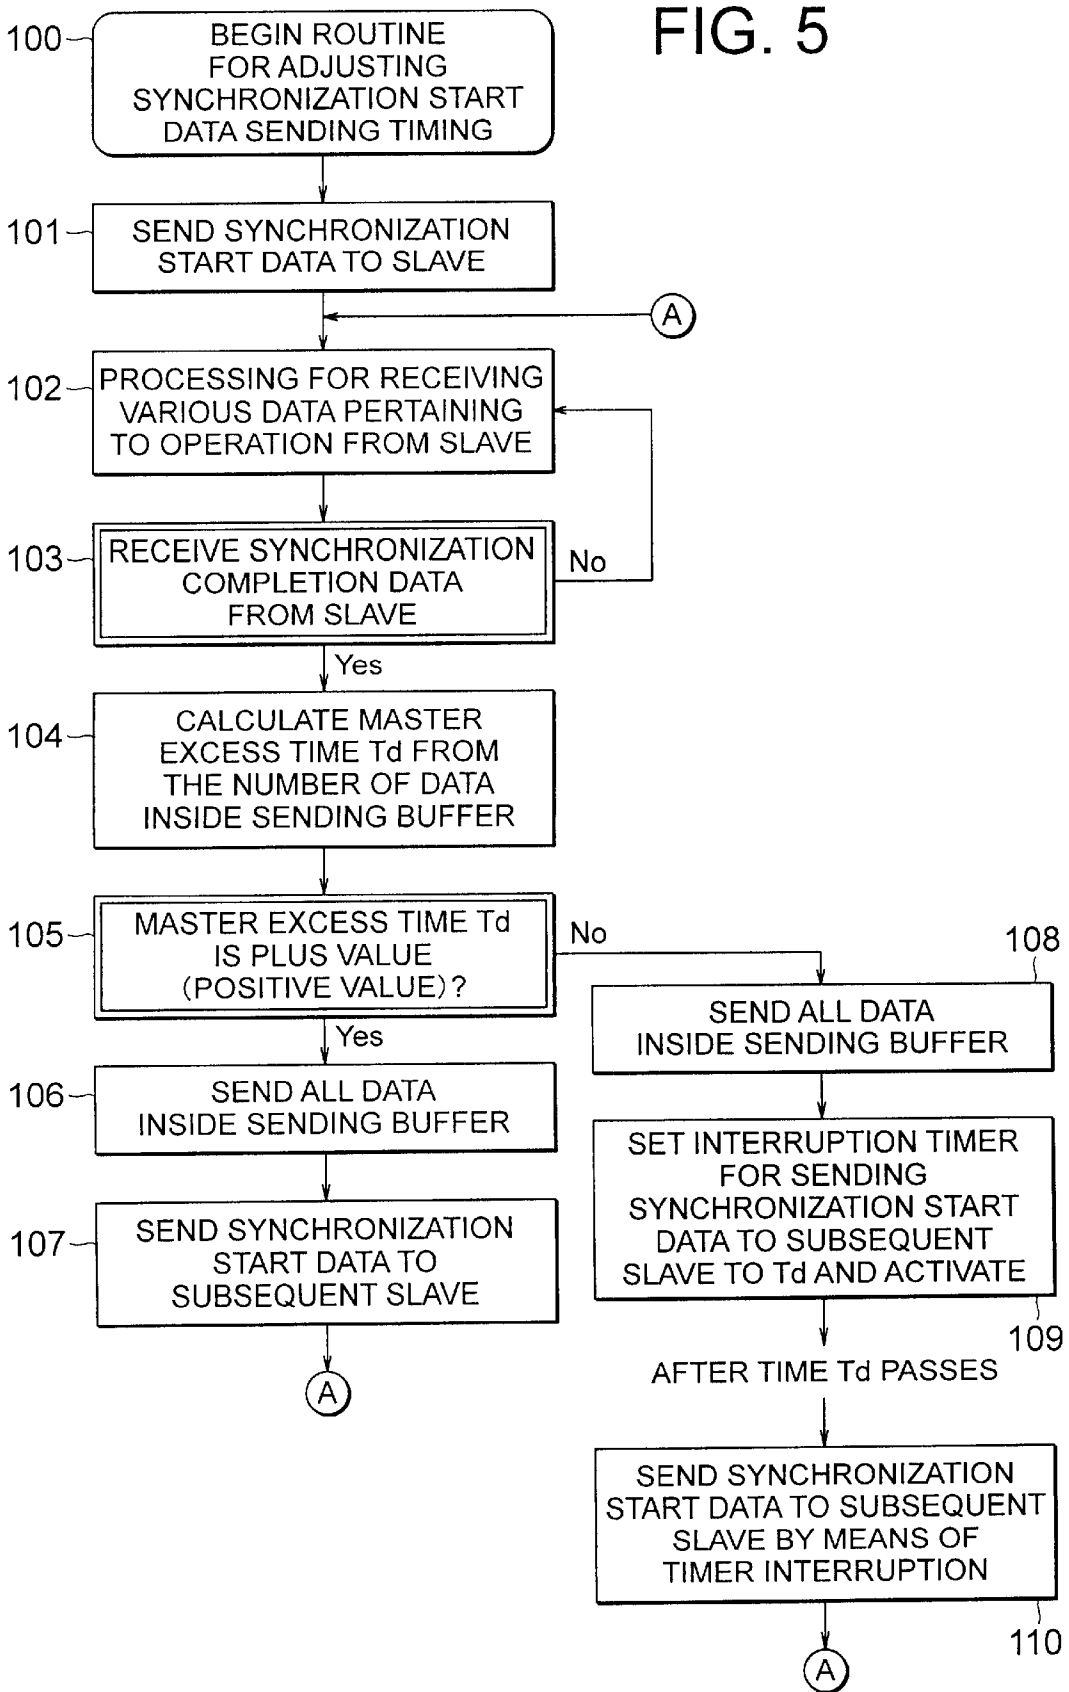 FIG. 5
100
BEGIN ROUTINE
FOR ADJUSTING
SYNCHRONIZATION START
DATA SENDING TIMING
101
SEND SYNCHRONIZATION
START DATA TO SLAVE
A
102
PROCESSING FOR RECEIVING
VARIOUS DATA PERTAINING
TO OPERATION FROM SLAVE
103
RECEIVE SYNCHRONIZATION
COMPLETION DATA
FROM SLAVE
No
Yes
104
CALCULATE MASTER
EXCESS TIME Td FROM
THE NUMBER OF DATA
INSIDE SENDING BUFFER
105
MASTER EXCESS TIME Td
IS PLUS VALUE
(POSITIVE VALUE)?
No
Yes
106
SEND ALL DATA
INSIDE SENDING BUFFER
107
SEND SYNCHRONIZATION
START DATA TO
SUBSEQUENT SLAVE
A
108
SEND ALL DATA
INSIDE SENDING BUFFER
SET INTERRUPTION TIMER
FOR SENDING
SYNCHRONIZATION START
DATA TO SUBSEQUENT
SLAVE TO Td AND ACTIVATE
109
AFTER TIME Td PASSES
SEND SYNCHRONIZATION
START DATA TO SUBSEQUENT
SLAVE BY MEANS OF
TIMER INTERRUPTION
110
A